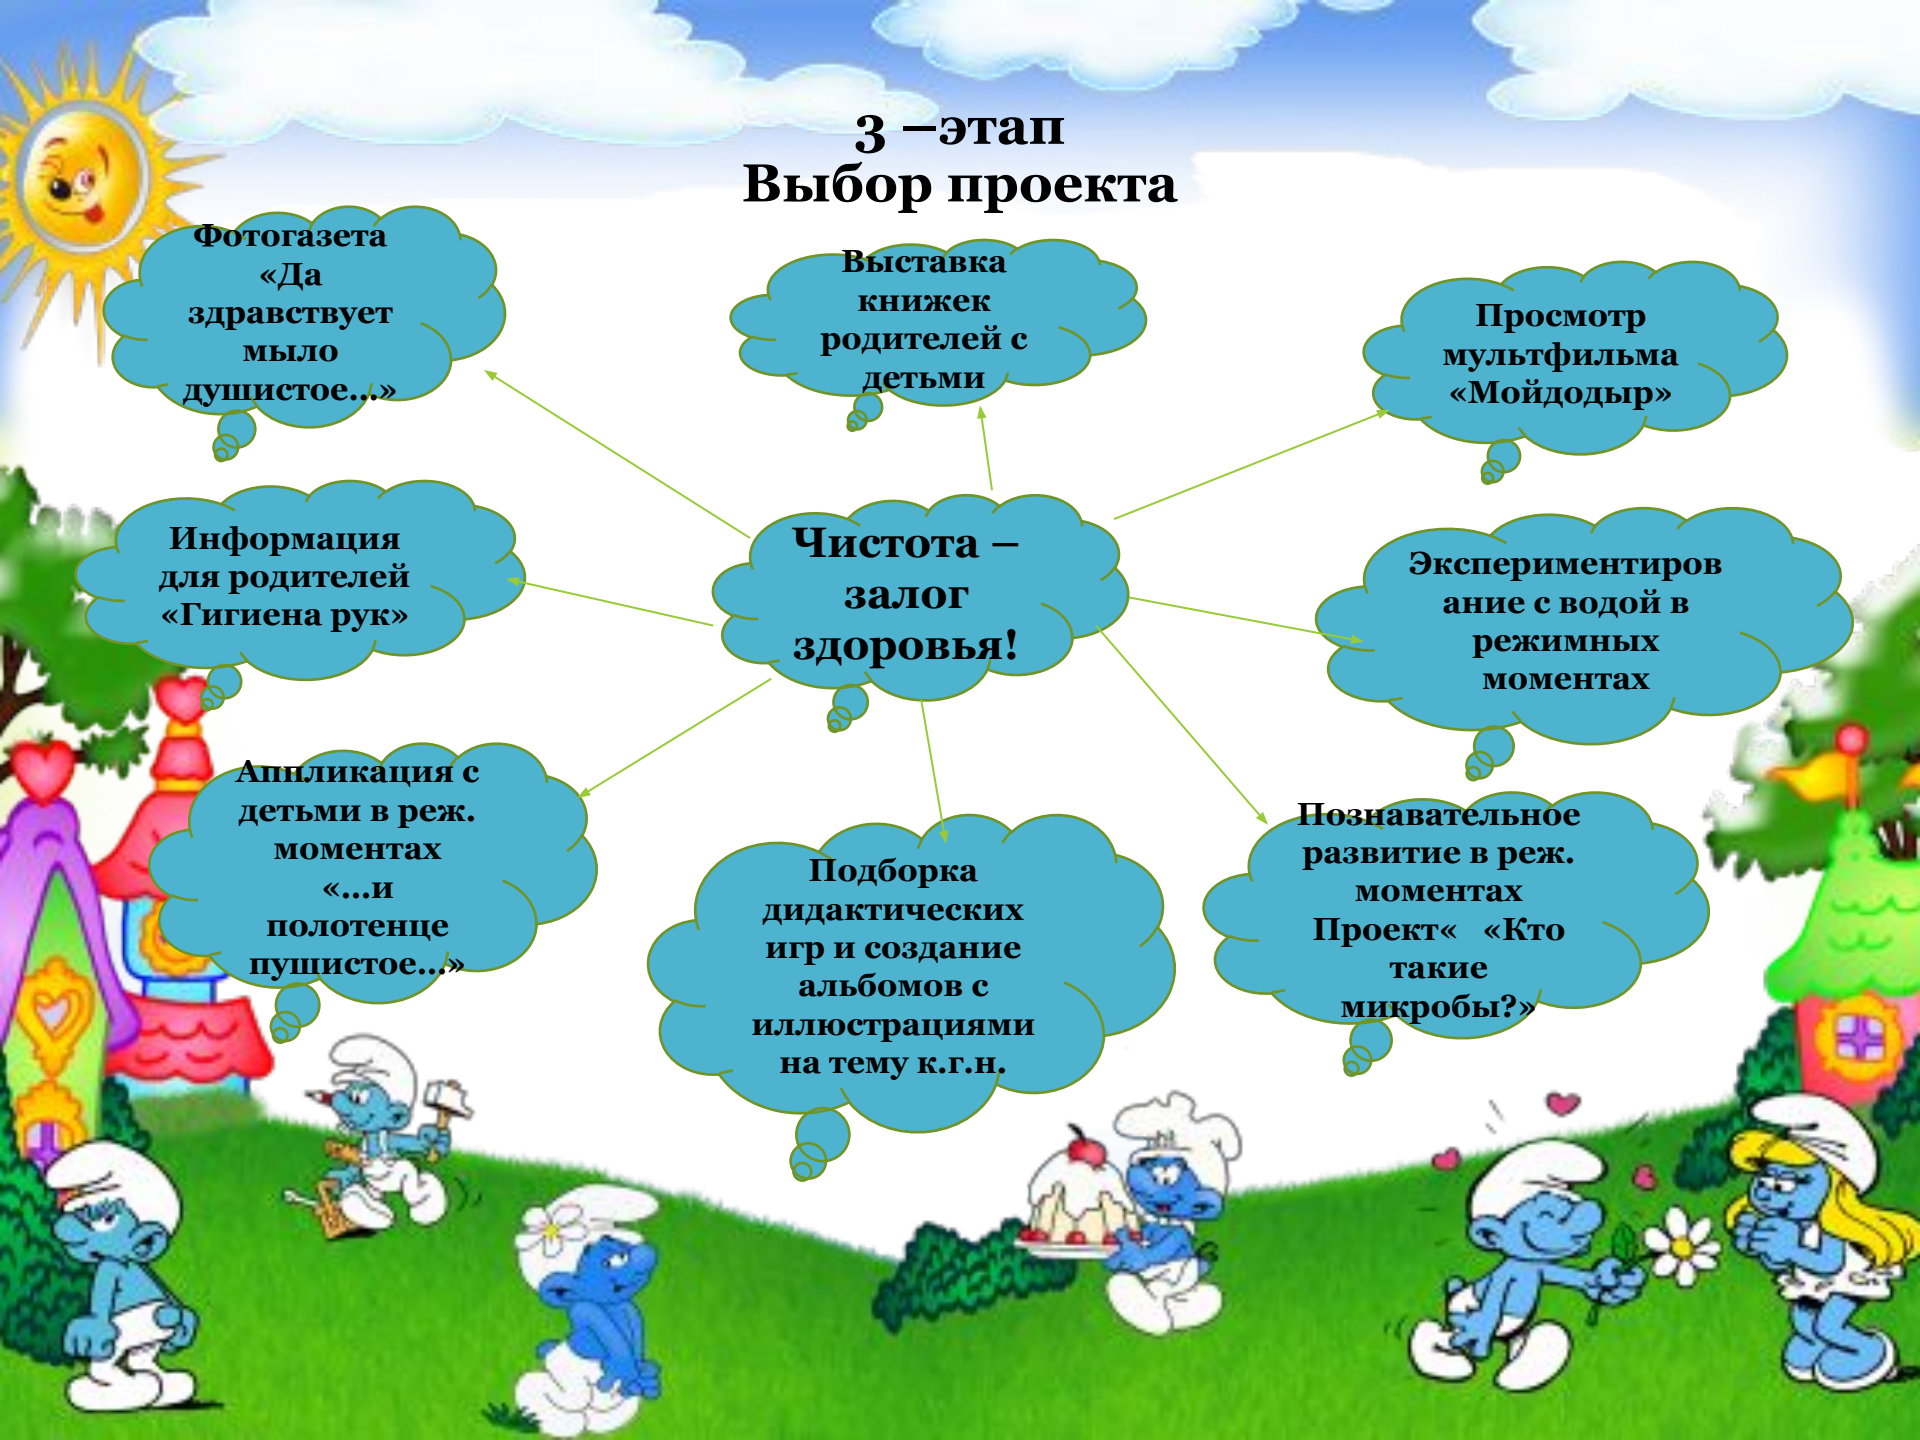 3 –этап
Выбор проекта
Фотогазета
«Да
здравствует
мыло
душистое…»
Выставка
книжек
родителей с
детьми
Просмотр
мультфильма
«Мойдодыр»
Информация
для родителей
«Гигиена рук»
Чистота –
залог
здоровья!
Экспериментиров
ание с водой в
режимных
моментах
Аппликация с
детьми в реж.
моментах
«…и
полотенце
пушистое…»
Подборка
дидактических
игр и создание
альбомов с
иллюстрациями
на тему к.г.н.
Познавательное
развитие в реж.
моментах
Проект« «Кто
такие
микробы?»